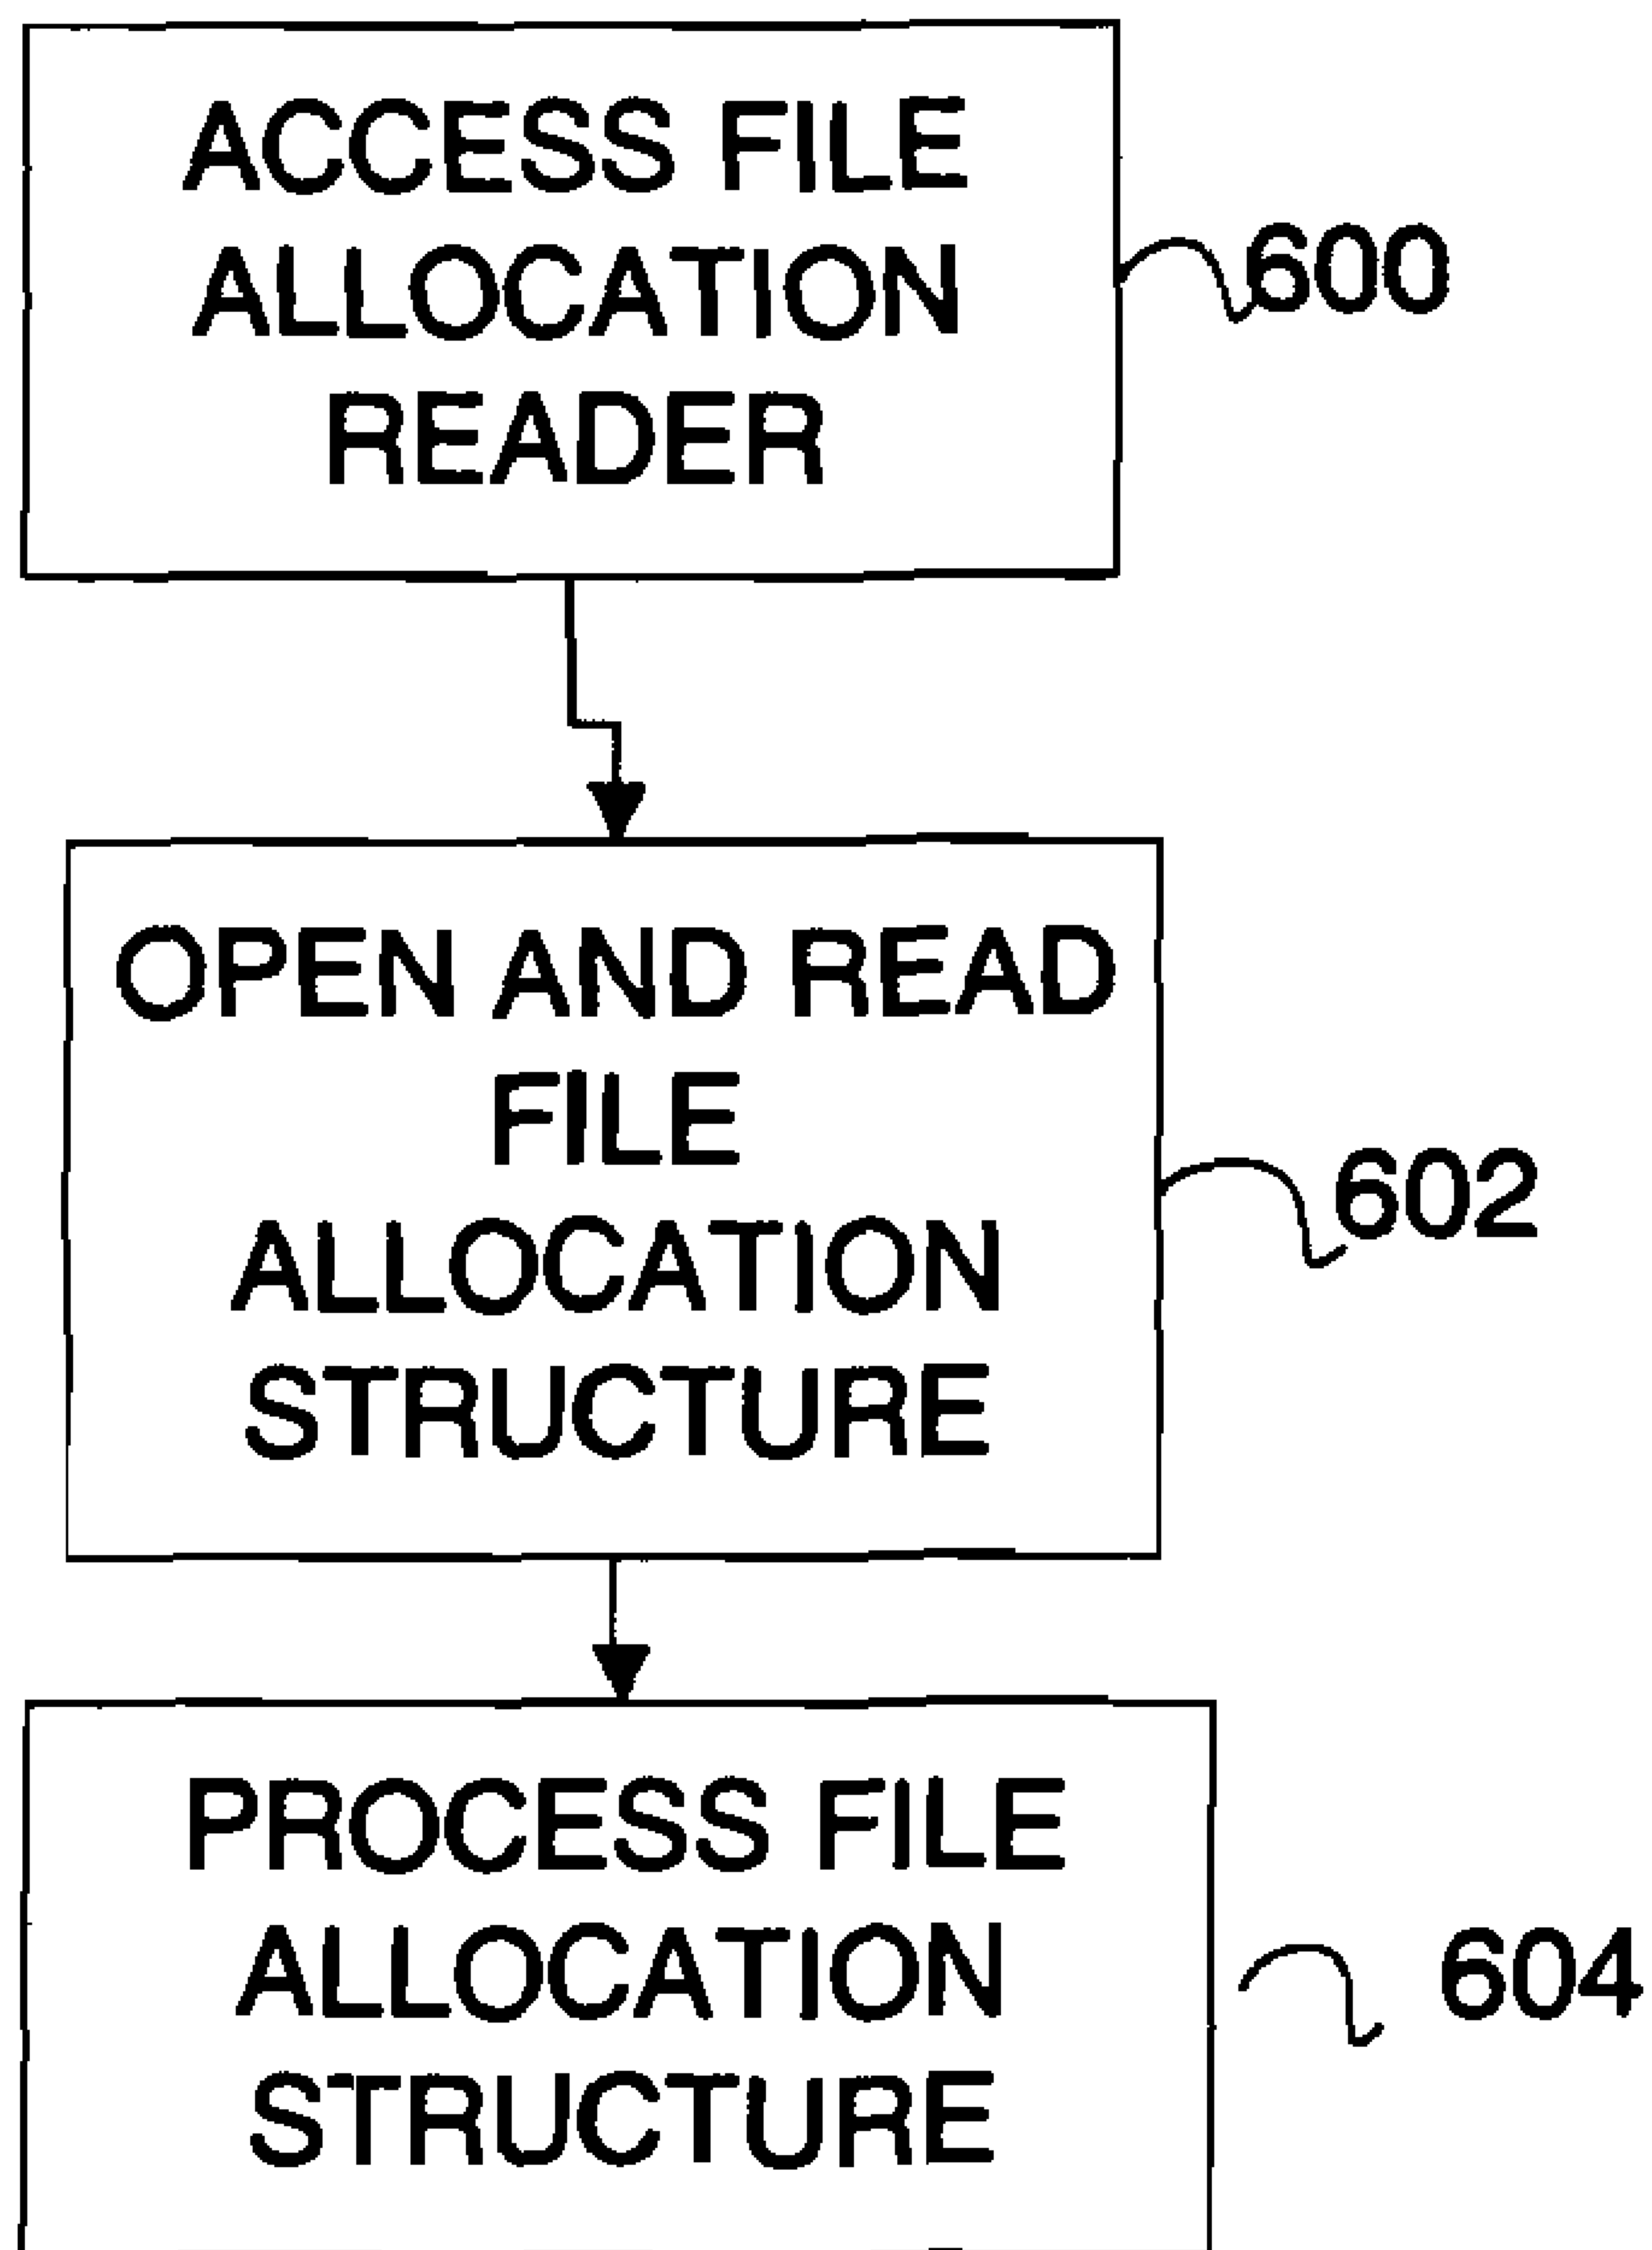 ACCESS FILE
ALLOCATION
READER
600
OPEN AND READ
FILE
ALLOCATION
STRUCTURE
602
PROCESS FILE
ALLOCATION
STRUCTURE
604